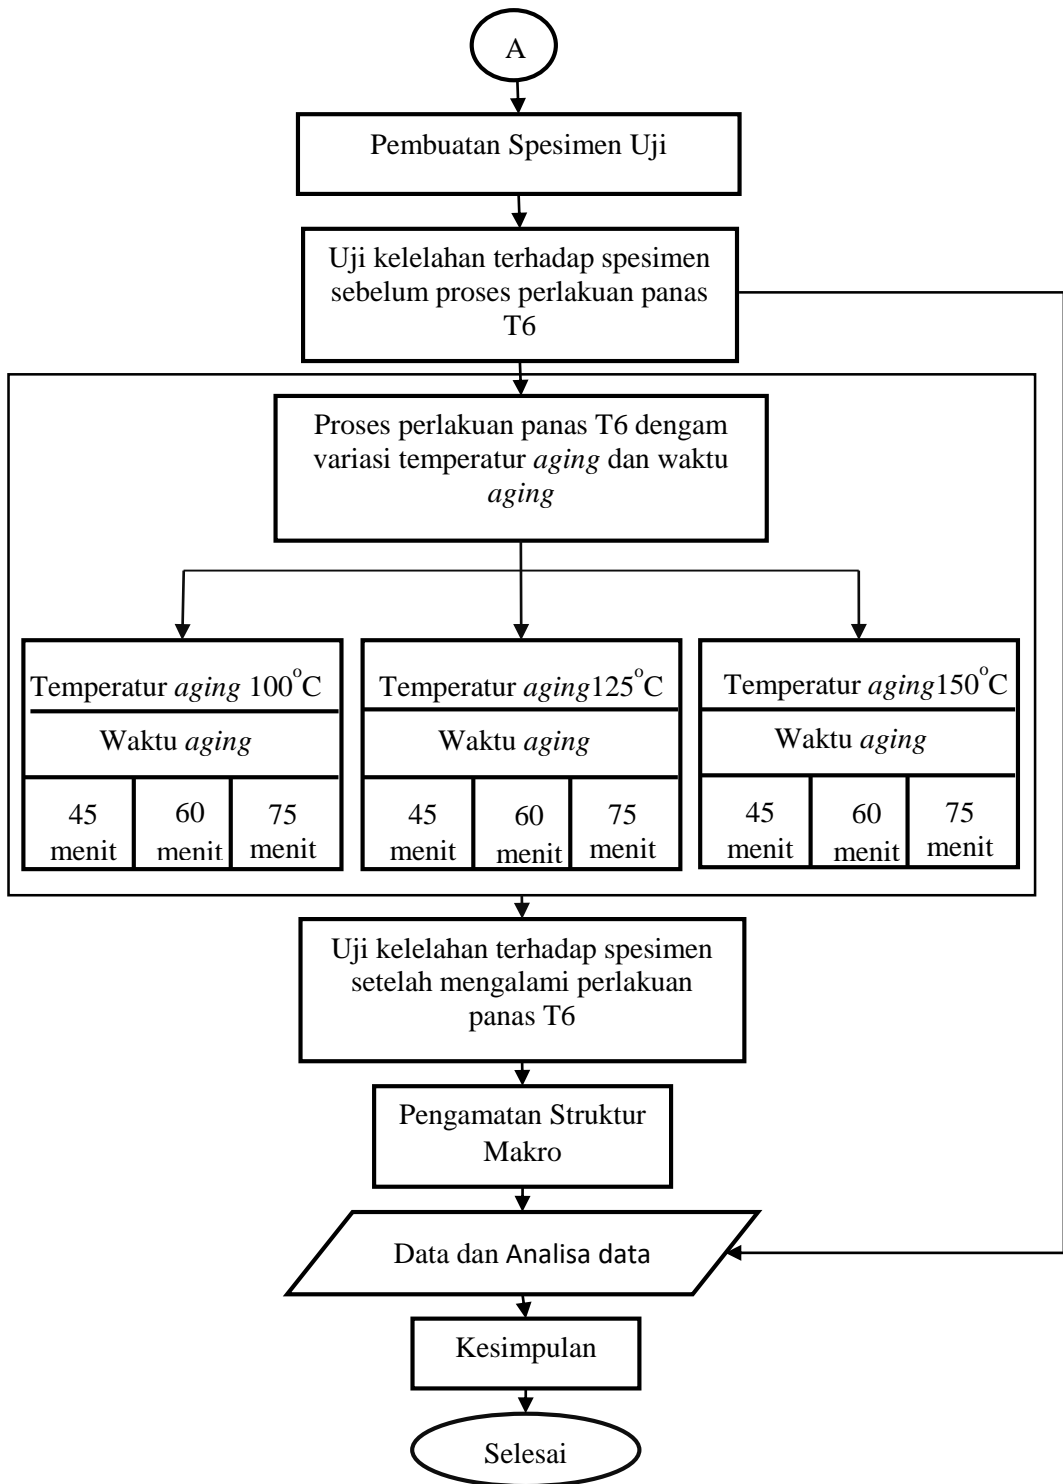 A
Pembuatan Spesimen Uji
Uji kelelahan terhadap spesimen
sebelum proses perlakuan panas
T6
Proses perlakuan panas T6 dengam
variasi temperatur aging dan waktu
aging
Temperatur aging 100°C
Waktu aging
45
menit
60
menit
75
menit
Temperatur aging125°C
Waktu aging
45
menit
60
menit
75
menit
Temperatur aging150°C
Waktu aging
45
menit
60
menit
75
menit
Uji kelelahan terhadap spesimen
setelah mengalami perlakuan
panas T6
Pengamatan Struktur
Makro
Data dan Analisa data
Kesimpulan
Selesai